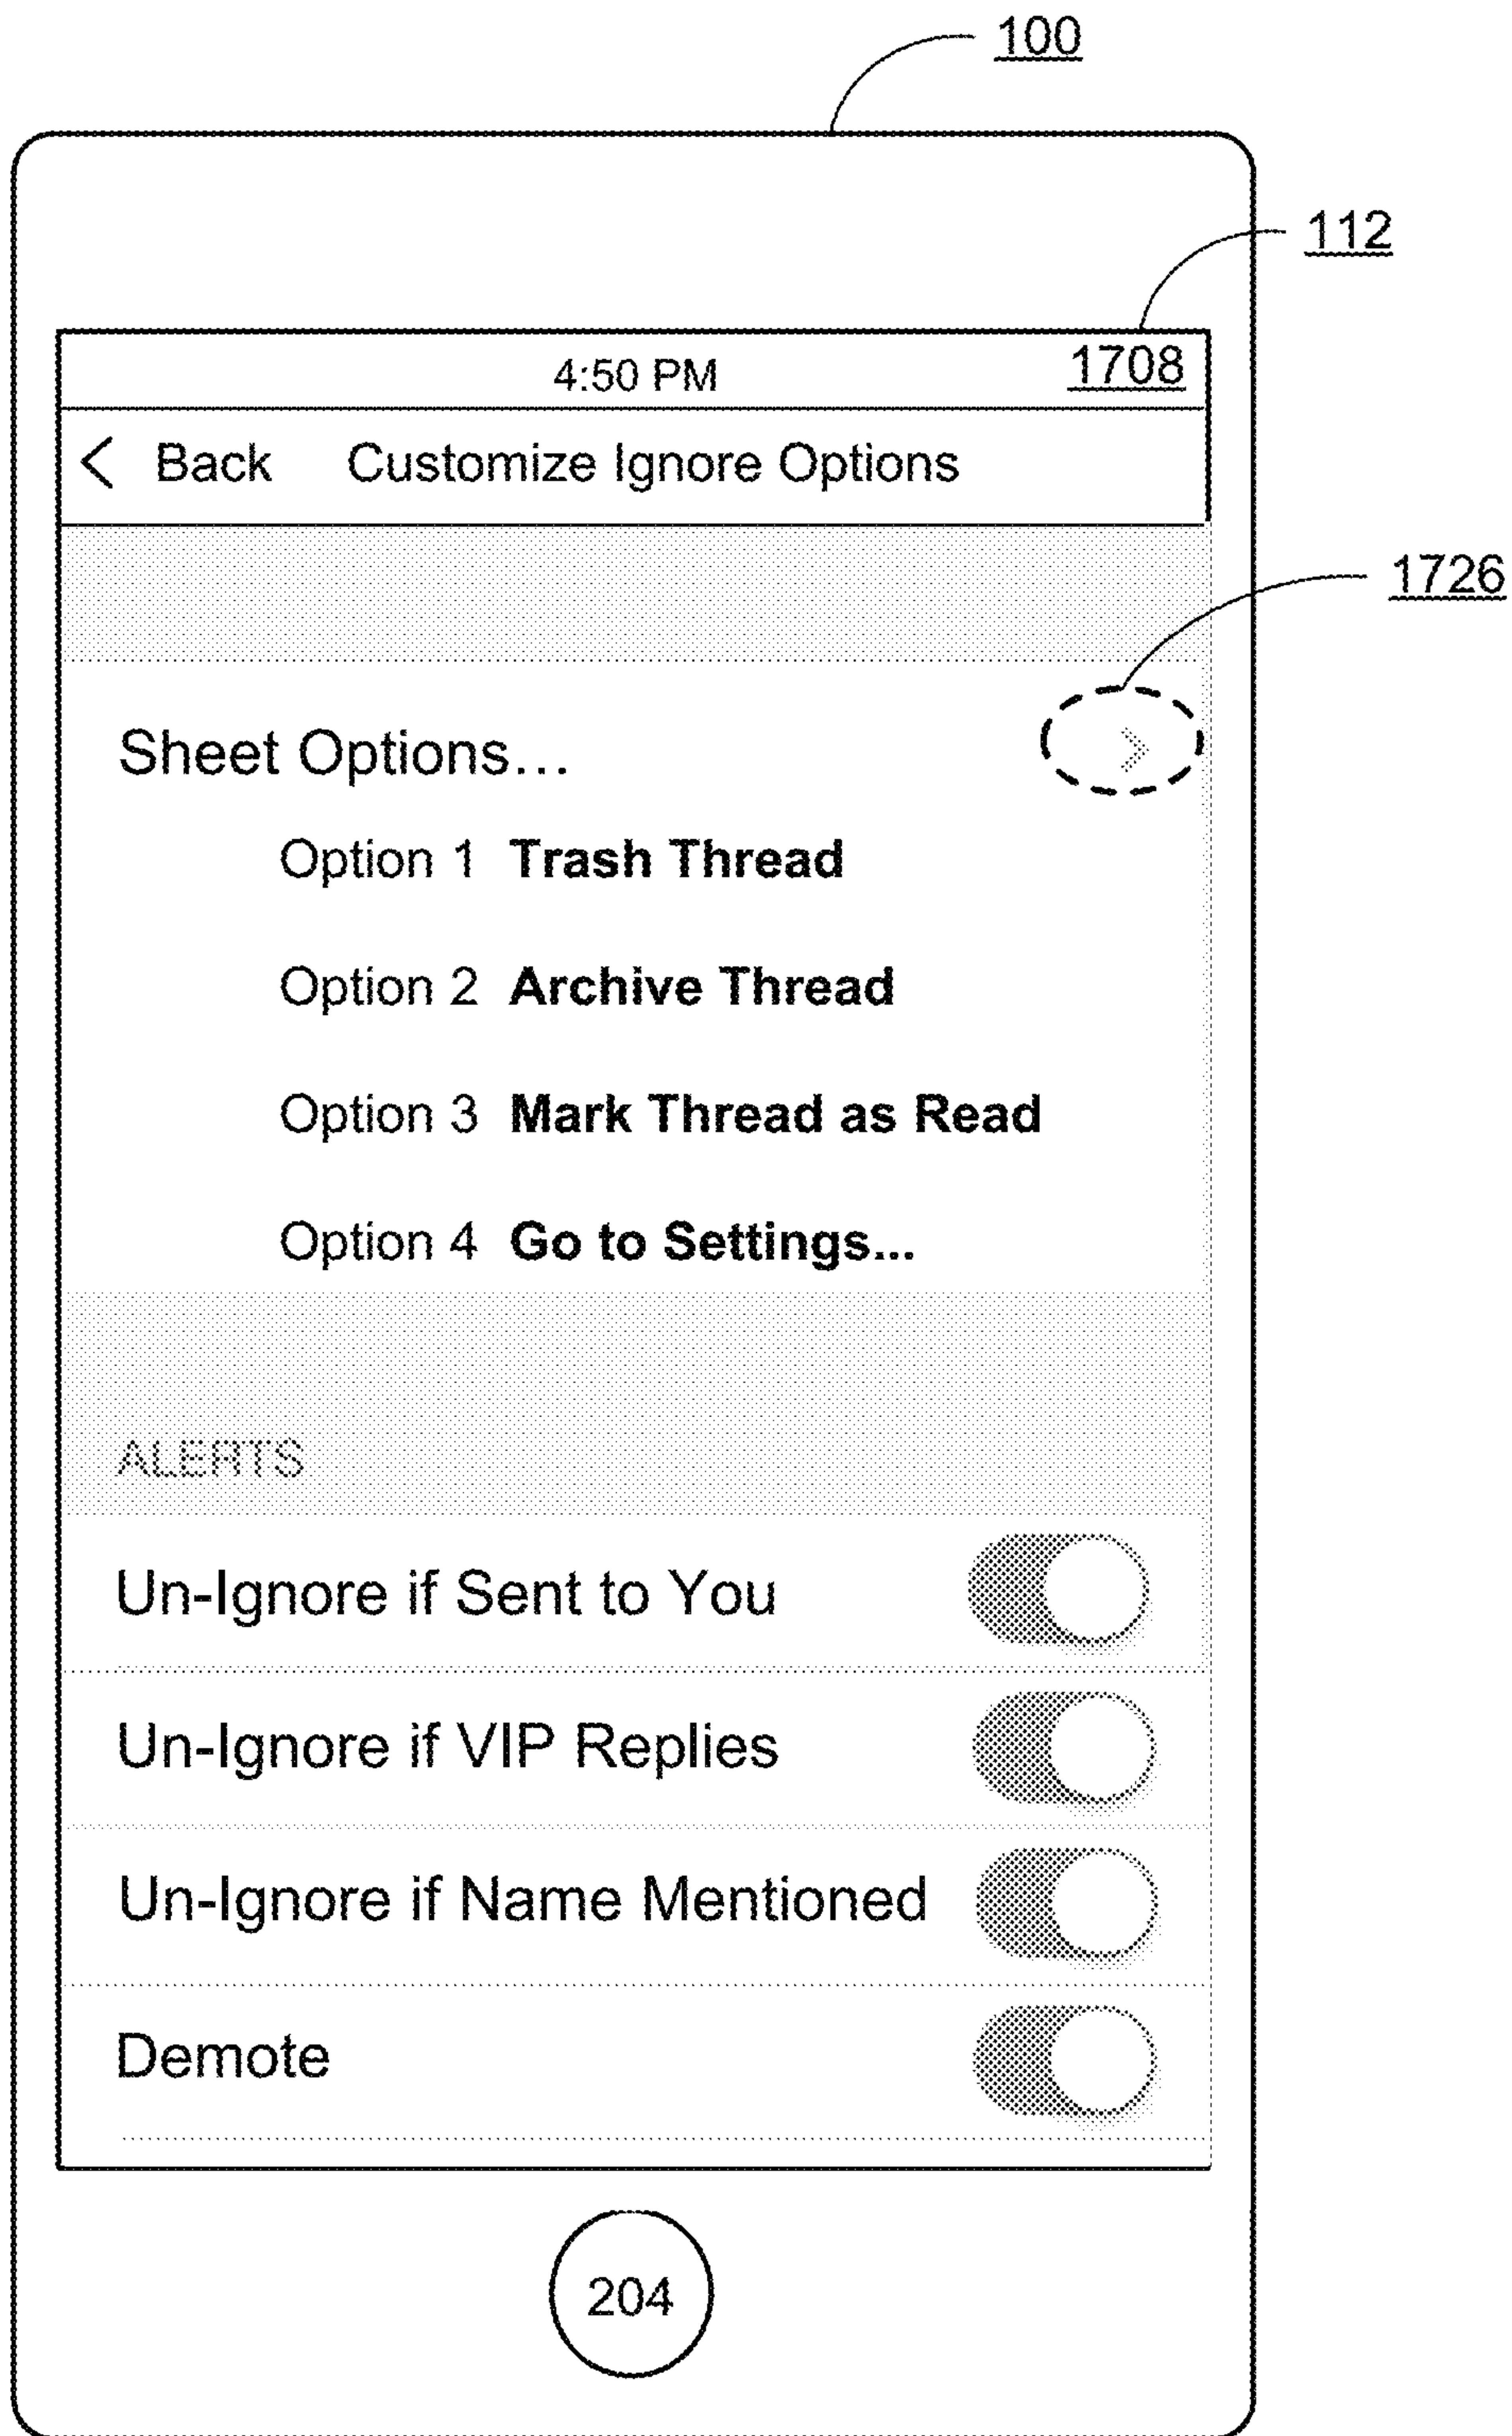 100
112
4:50 PM 1708
< Back Customize Ignore Options
1726
Sheet Options... >
Option 1 Trash Thread
Option 2 Archive Thread
Option 3 Mark Thread as Read
Option 4 Go to Settings...
ALERTS
Un-Ignore if Sent to You
Un-Ignore if VIP Replies
Un-Ignore if Name Mentioned
Demote
204